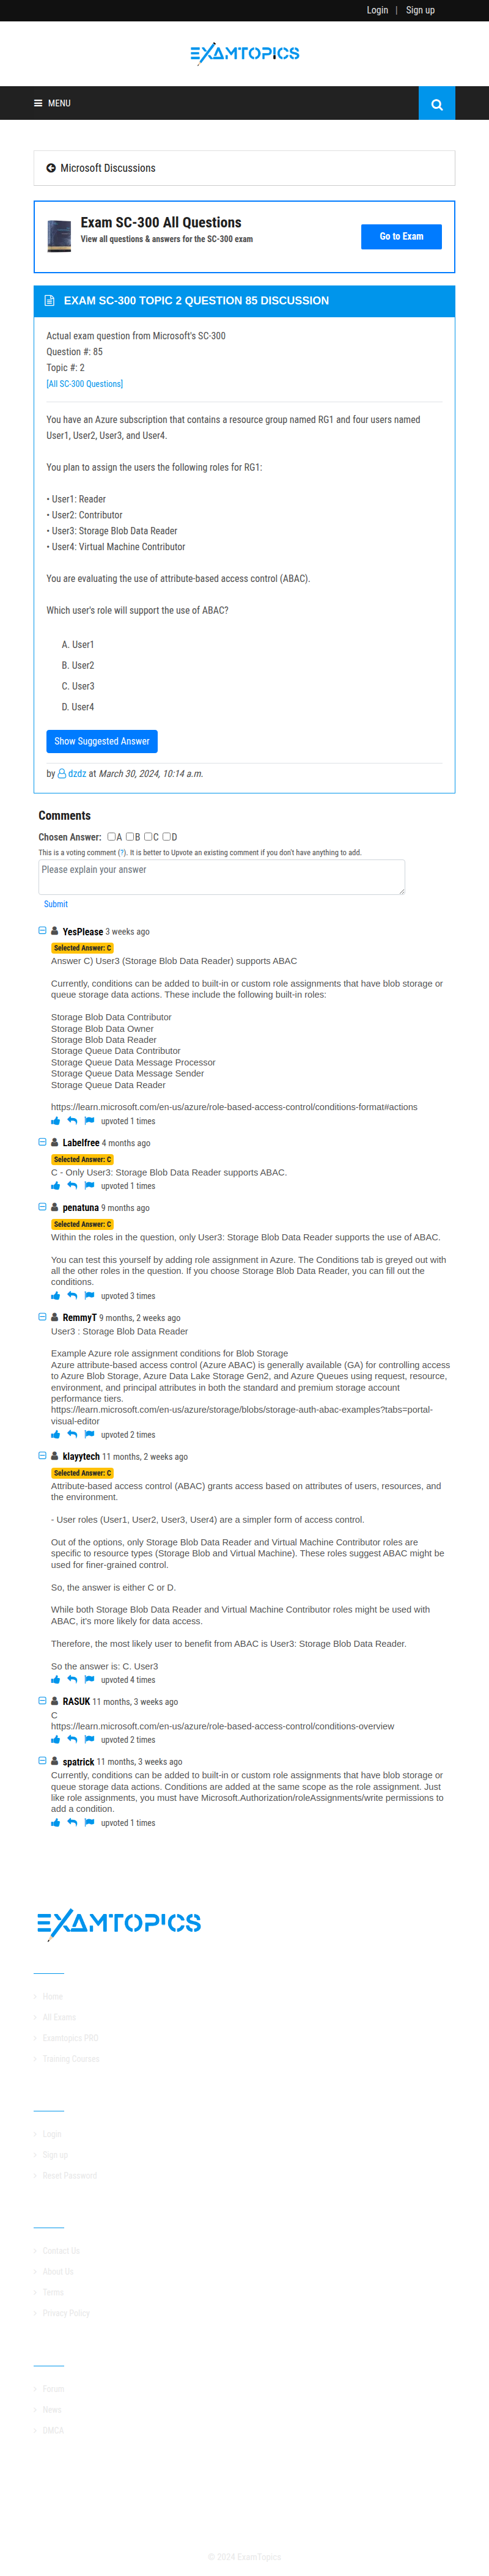 Login | Sign up
EXAMTOPICS
MENU
Microsoft Discussions
Exam SC-300 All Questions
View all questions & answers for the SC-300 exam
Go to Exam
EXAM SC-300 TOPIC 2 QUESTION 85 DISCUSSION
Actual exam question from Microsoft's SC-300
Question #: 85
Topic #: 2
[All SC-300 Questions]
You have an Azure subscription that contains a resource group named RG1 and four users named
User1, User2, User3, and User4.
You plan to assign the users the following roles for RG1:
• User1: Reader
• User2: Contributor
• User3: Storage Blob Data Reader
• User4: Virtual Machine Contributor
You are evaluating the use of attribute-based access control (ABAC).
Which user's role will support the use of ABAC?
A. User1
B. User2
C. User3
D. User4
Show Suggested Answer
by dzdz at March 30, 2024, 10:14 a.m.
Comments
Chosen Answer: A B C D
This is a voting comment (?). It is better to Upvote an existing comment if you don't have anything to add.
Please explain your answer
Submit
YesPlease 3 weeks ago
Selected Answer: C
Answer C) User3 (Storage Blob Data Reader) supports ABAC
Currently, conditions can be added to built-in or custom role assignments that have blob storage or
queue storage data actions. These include the following built-in roles:
Storage Blob Data Contributor
Storage Blob Data Owner
Storage Blob Data Reader
Storage Queue Data Contributor
Storage Queue Data Message Processor
Storage Queue Data Message Sender
Storage Queue Data Reader
https://learn.microsoft.com/en-us/azure/role-based-access-control/conditions-format#actions
upvoted 1 times
Labelfree 4 months ago
Selected Answer: C
C - Only User3: Storage Blob Data Reader supports ABAC.
upvoted 1 times
penatuna 9 months ago
Selected Answer: C
Within the roles in the question, only User3: Storage Blob Data Reader supports the use of ABAC.
You can test this yourself by adding role assignment in Azure. The Conditions tab is greyed out with
all the other roles in the question. If you choose Storage Blob Data Reader, you can fill out the
conditions.
upvoted 3 times
RemmyT 9 months, 2 weeks ago
User3 : Storage Blob Data Reader
Example Azure role assignment conditions for Blob Storage
Azure attribute-based access control (Azure ABAC) is generally available (GA) for controlling access
to Azure Blob Storage, Azure Data Lake Storage Gen2, and Azure Queues using request, resource,
environment, and principal attributes in both the standard and premium storage account
performance tiers.
https://learn.microsoft.com/en-us/azure/storage/blobs/storage-auth-abac-examples?tabs=portal-
visual-editor
upvoted 2 times
klayytech 11 months, 2 weeks ago
Selected Answer: C
Attribute-based access control (ABAC) grants access based on attributes of users, resources, and
the environment.
- User roles (User1, User2, User3, User4) are a simpler form of access control.
Out of the options, only Storage Blob Data Reader and Virtual Machine Contributor roles are
specific to resource types (Storage Blob and Virtual Machine). These roles suggest ABAC might be
used for finer-grained control.
So, the answer is either C or D.
While both Storage Blob Data Reader and Virtual Machine Contributor roles might be used with
ABAC, it's more likely for data access.
Therefore, the most likely user to benefit from ABAC is User3: Storage Blob Data Reader.
So the answer is: C. User3
upvoted 4 times
RASUK 11 months, 3 weeks ago
C
https://learn.microsoft.com/en-us/azure/role-based-access-control/conditions-overview
upvoted 2 times
spatrick 11 months, 3 weeks ago
Currently, conditions can be added to built-in or custom role assignments that have blob storage or
queue storage data actions. Conditions are added at the same scope as the role assignment. Just
like role assignments, you must have Microsoft.Authorization/roleAssignments/write permissions to
add a condition.
upvoted 1 times
EXAMTOPICS
Home
All Exams
Examtopics PRO
Training Courses
Login
Sign up
Reset Password
Contact Us
About Us
Terms
Privacy Policy
Forum
News
DMCA
© 2024 ExamTopics